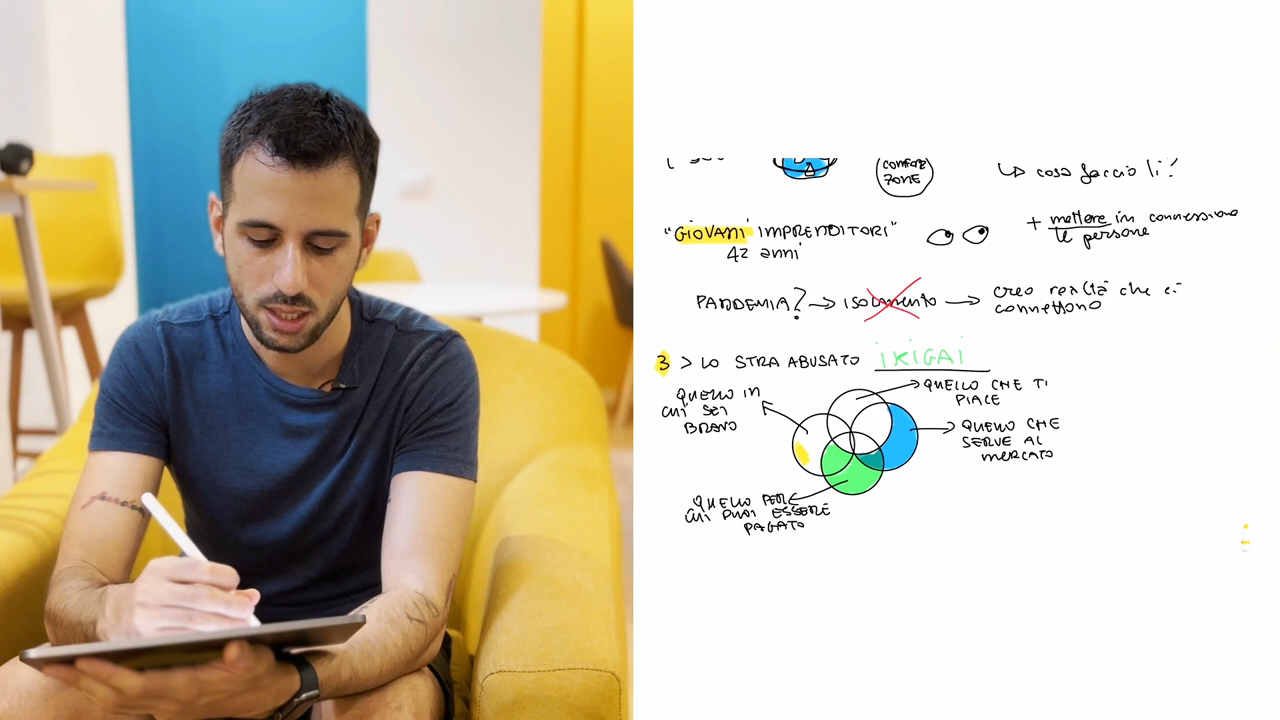 COMFORT
ZONE
↳ cosa faccio lì?
"GIOVANI IMPRENDITORI"
42 anni
+ mettere in connessione
le persone
PANDEMIA? → ISOLAMENTO → creo realtà che ci
connettono
3 > LO STRA ABUSATO IKIGAI
QUELLO IN
CUI SEI
BRAVO
QUELLO CHE TI
PIACE
QUELLO CHE
SERVE AL
MERCATO
QUELLO PER
CUI PUOI ESSERE
PAGATO